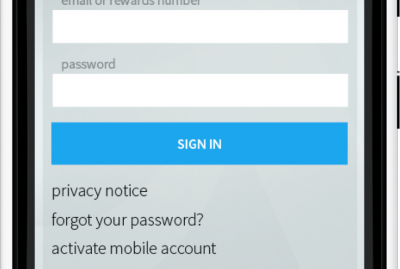 email or rewards number
password
SIGN IN
privacy notice
forgot your password?
activate mobile account